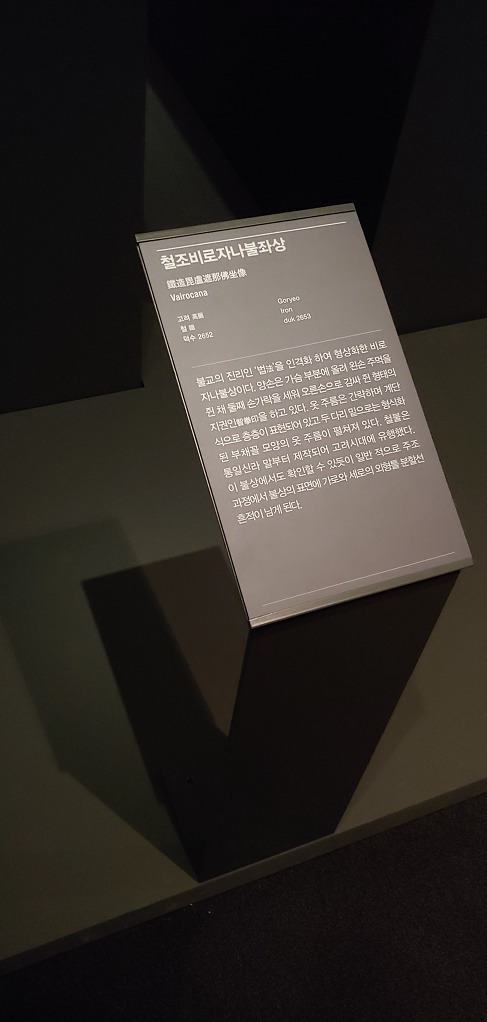 철조비로자나불좌상
鐵造毘盧遮那佛坐像
Vairocana
고려 高麗
철 鐵
덕수 2652
Goryeo
Iron
duk 2653
불교의 진리인 '법法'을 인격화 하여 형상화한 비로
자나불상이다. 양손은 가슴 부분에 올려 왼손 주먹을
쥔 채 둘째 손가락을 세워 오른손으로 감싸 쥔 형태의
지권인智拳印을 하고 있다. 옷 주름은 간략하며 계단
식으로 층층이 표현되어 있고 두 다리 밑으로는 형식화
된 부채꼴 모양의 옷 주름이 펼쳐져 있다. 철불은
통일신라 말부터 제작되어 고려시대에 유행했다.
이 불상에서도 확인할 수 있듯이 일반 적으로 주조
과정에서 불상의 표면에 가로와 세로의 외형틀 분할선
흔적이 남게 된다.